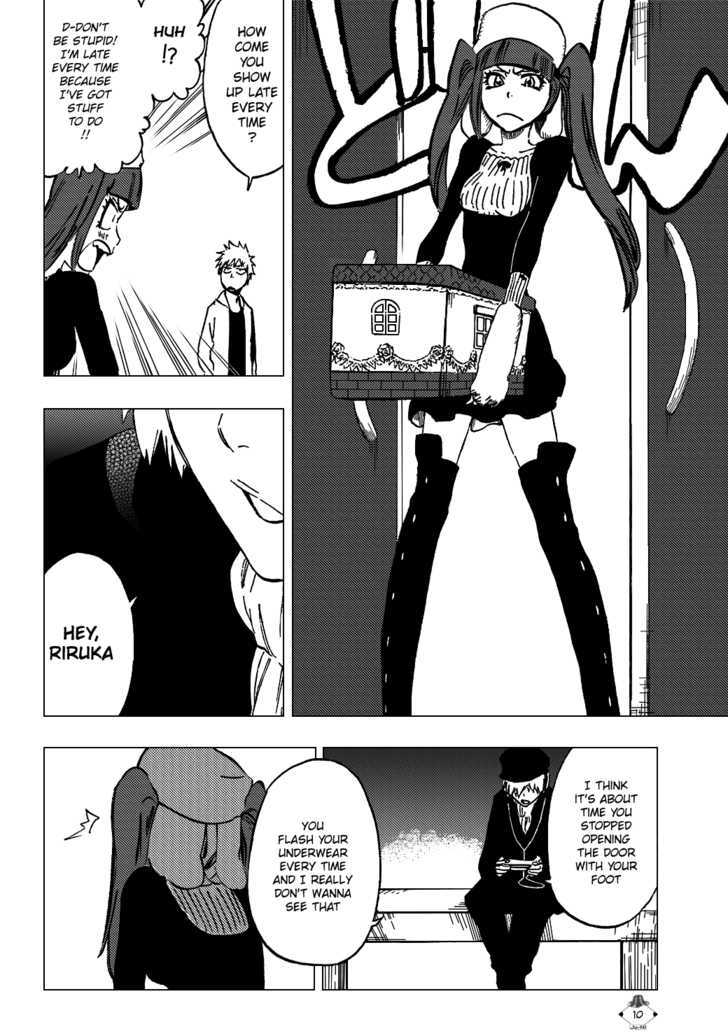 HOW
COME
YOU
SHOW
UP LATE
EVERY
TIME
?
HUH
!?
D-DON'T
BE STUPID!
I'M LATE
EVERY TIME
BECAUSE
I'VE GOT
STUFF
TO DO
!!
HEY,
RIRUKA
I THINK
IT'S ABOUT
TIME YOU
STOPPED
OPENING
THE DOOR
WITH YOUR
FOOT
YOU
FLASH YOUR
UNDERWEAR
EVERY TIME
AND I REALLY
DON'T WANNA
SEE THAT
10